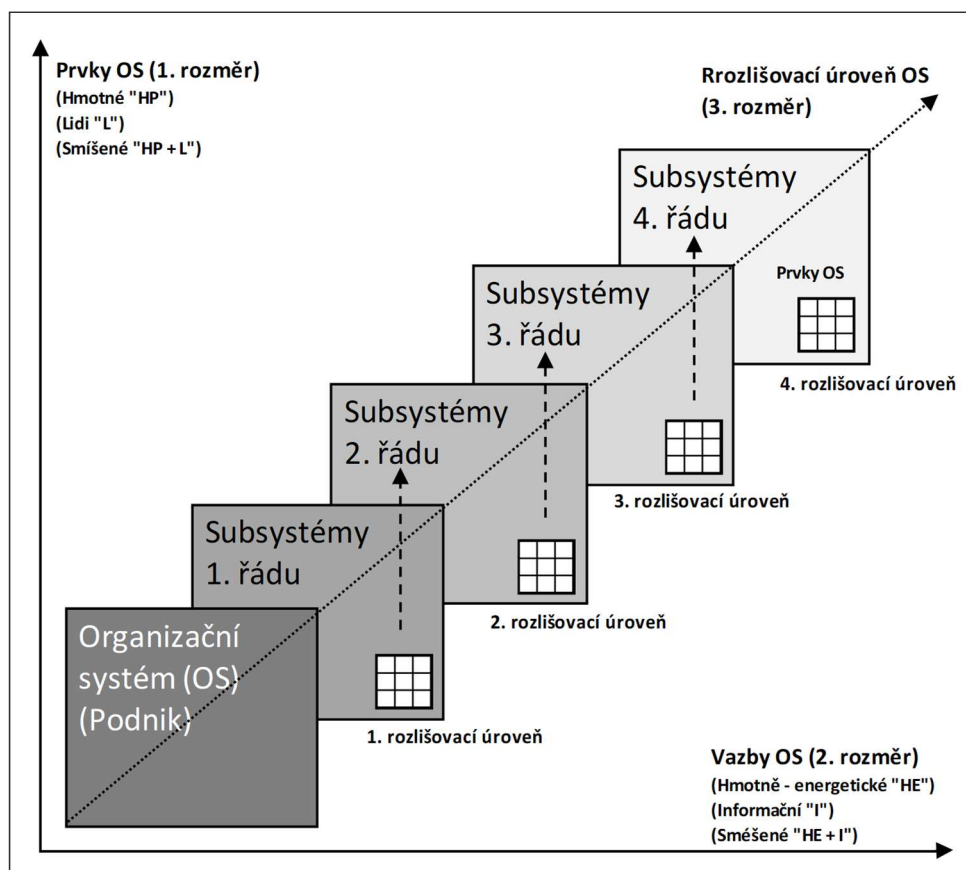 Prvky OS (1. rozměr)
(Hmotné "HP")
(Lidi "L")
(Smíšené "HP + L")
Rrozlišovací úroveň OS
(3. rozměr)
Subsystémy
4. řádu
Prvky OS
4. rozlišovací úroveň
Subsystémy
3. řádu
3. rozlišovací úroveň
Subsystémy
2. řádu
2. rozlišovací úroveň
Subsystémy
1. řádu
1. rozlišovací úroveň
Organizační
systém (OS)
(Podnik)
Vazby OS (2. rozměr)
(Hmotně - energetické "HE")
(Informační "I")
(Sméšené "HE + I")